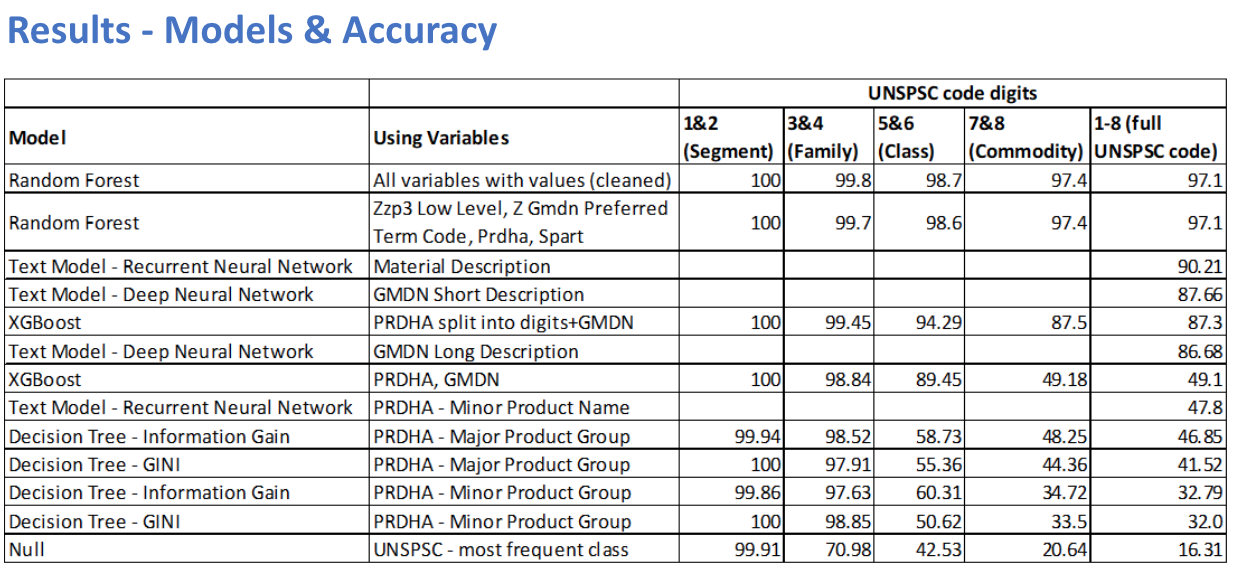 Results - Models & Accuracy
UNSPSC code digits
Model Using Variables 1&2 (Segment) 3&4 (Family) 5&6 (Class) 7&8 (Commodity) 1-8 (full UNSPSC code)
Random Forest All variables with values (cleaned) 100 99.8 98.7 97.4 97.1
Random Forest Zzp3 Low Level, Z Gmdn Preferred Term Code, Prdha, Spart 100 99.7 98.6 97.4 97.1
Text Model - Recurrent Neural Network Material Description 90.21
Text Model - Deep Neural Network GMDN Short Description 87.66
XGBoost PRDHA split into digits+GMDN 100 99.45 94.29 87.5 87.3
Text Model - Deep Neural Network GMDN Long Description 86.68
XGBoost PRDHA, GMDN 100 98.84 89.45 49.18 49.1
Text Model - Recurrent Neural Network PRDHA - Minor Product Name 47.8
Decision Tree - Information Gain PRDHA - Major Product Group 99.94 98.52 58.73 48.25 46.85
Decision Tree - GINI PRDHA - Major Product Group 100 97.91 55.36 44.36 41.52
Decision Tree - Information Gain PRDHA - Minor Product Group 99.86 97.63 60.31 34.72 32.79
Decision Tree - GINI PRDHA - Minor Product Group 100 98.85 50.62 33.5 32.0
Null UNSPSC - most frequent class 99.91 70.98 42.53 20.64 16.31